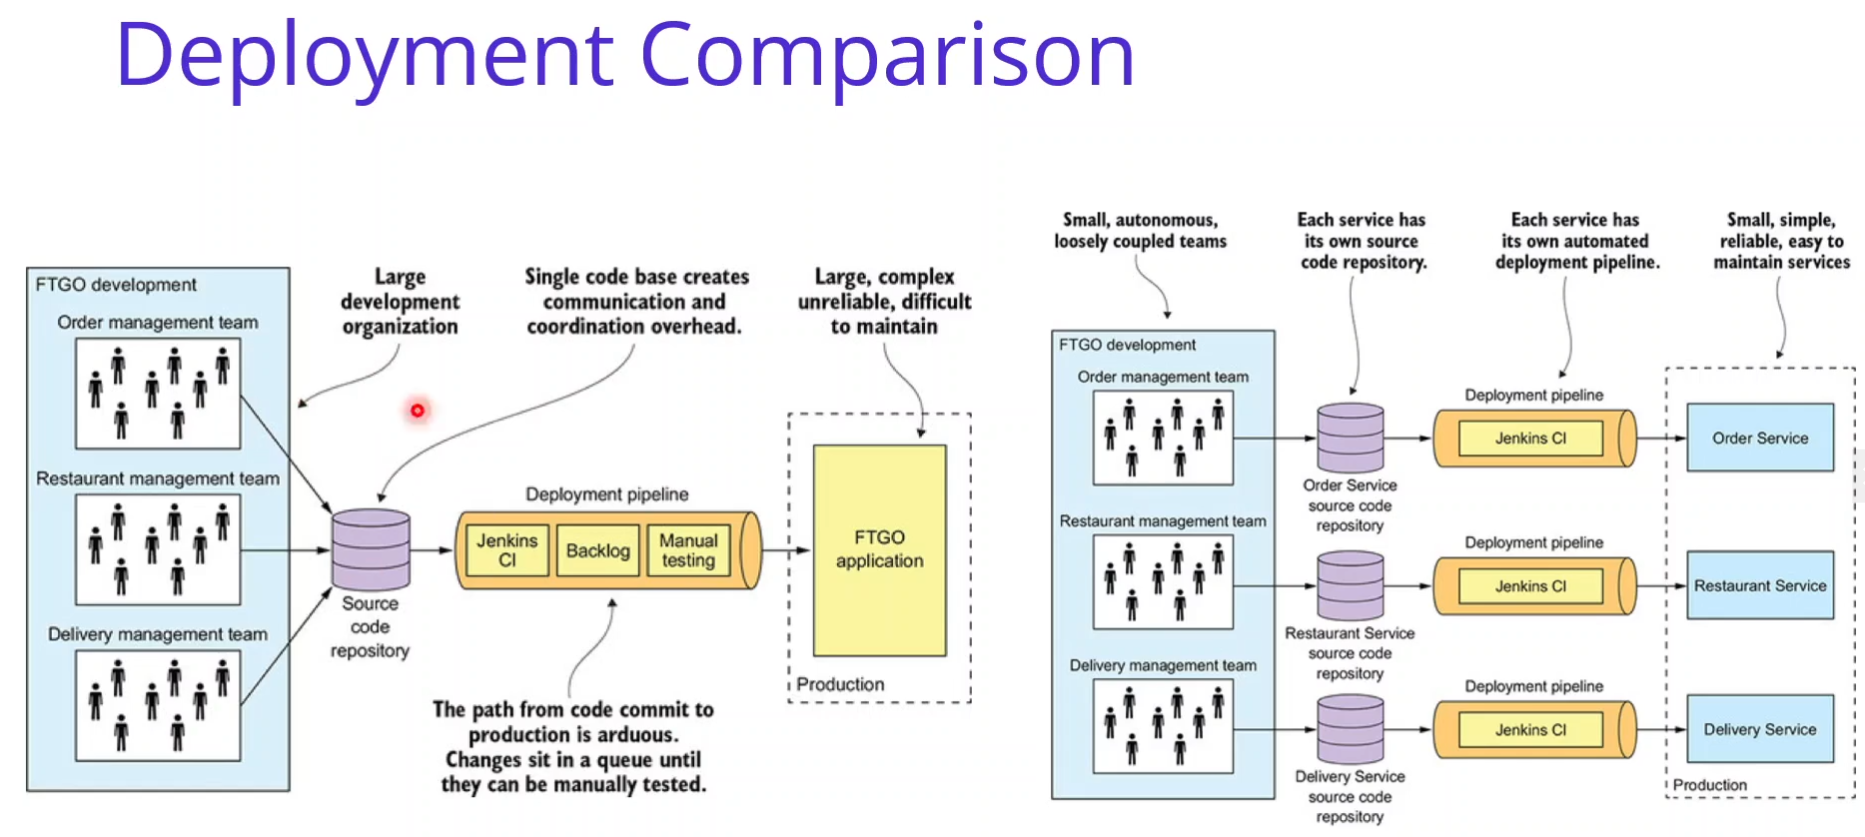 Deployment Comparison
FTGO development
Order management team
Restaurant management team
Delivery management team
Large
development
organization
Single code base creates
communication and
coordination overhead.
Large, complex
unreliable, difficult
to maintain
Source
code
repository
Deployment pipeline
Jenkins
CI
Backlog
Manual
testing
FTGO
application
Production
The path from code commit to
production is arduous.
Changes sit in a queue until
they can be manually tested.
Small, autonomous,
loosely coupled teams
Each service has
its own source
code repository.
Each service has
its own automated
deployment pipeline.
Small, simple,
reliable, easy to
maintain services
FTGO development
Order management team
Order Service
source code
repository
Deployment pipeline
Jenkins CI
Order Service
Restaurant management team
Restaurant Service
source code
repository
Deployment pipeline
Jenkins CI
Restaurant Service
Delivery management team
Delivery Service
source code
repository
Deployment pipeline
Jenkins CI
Delivery Service
Production